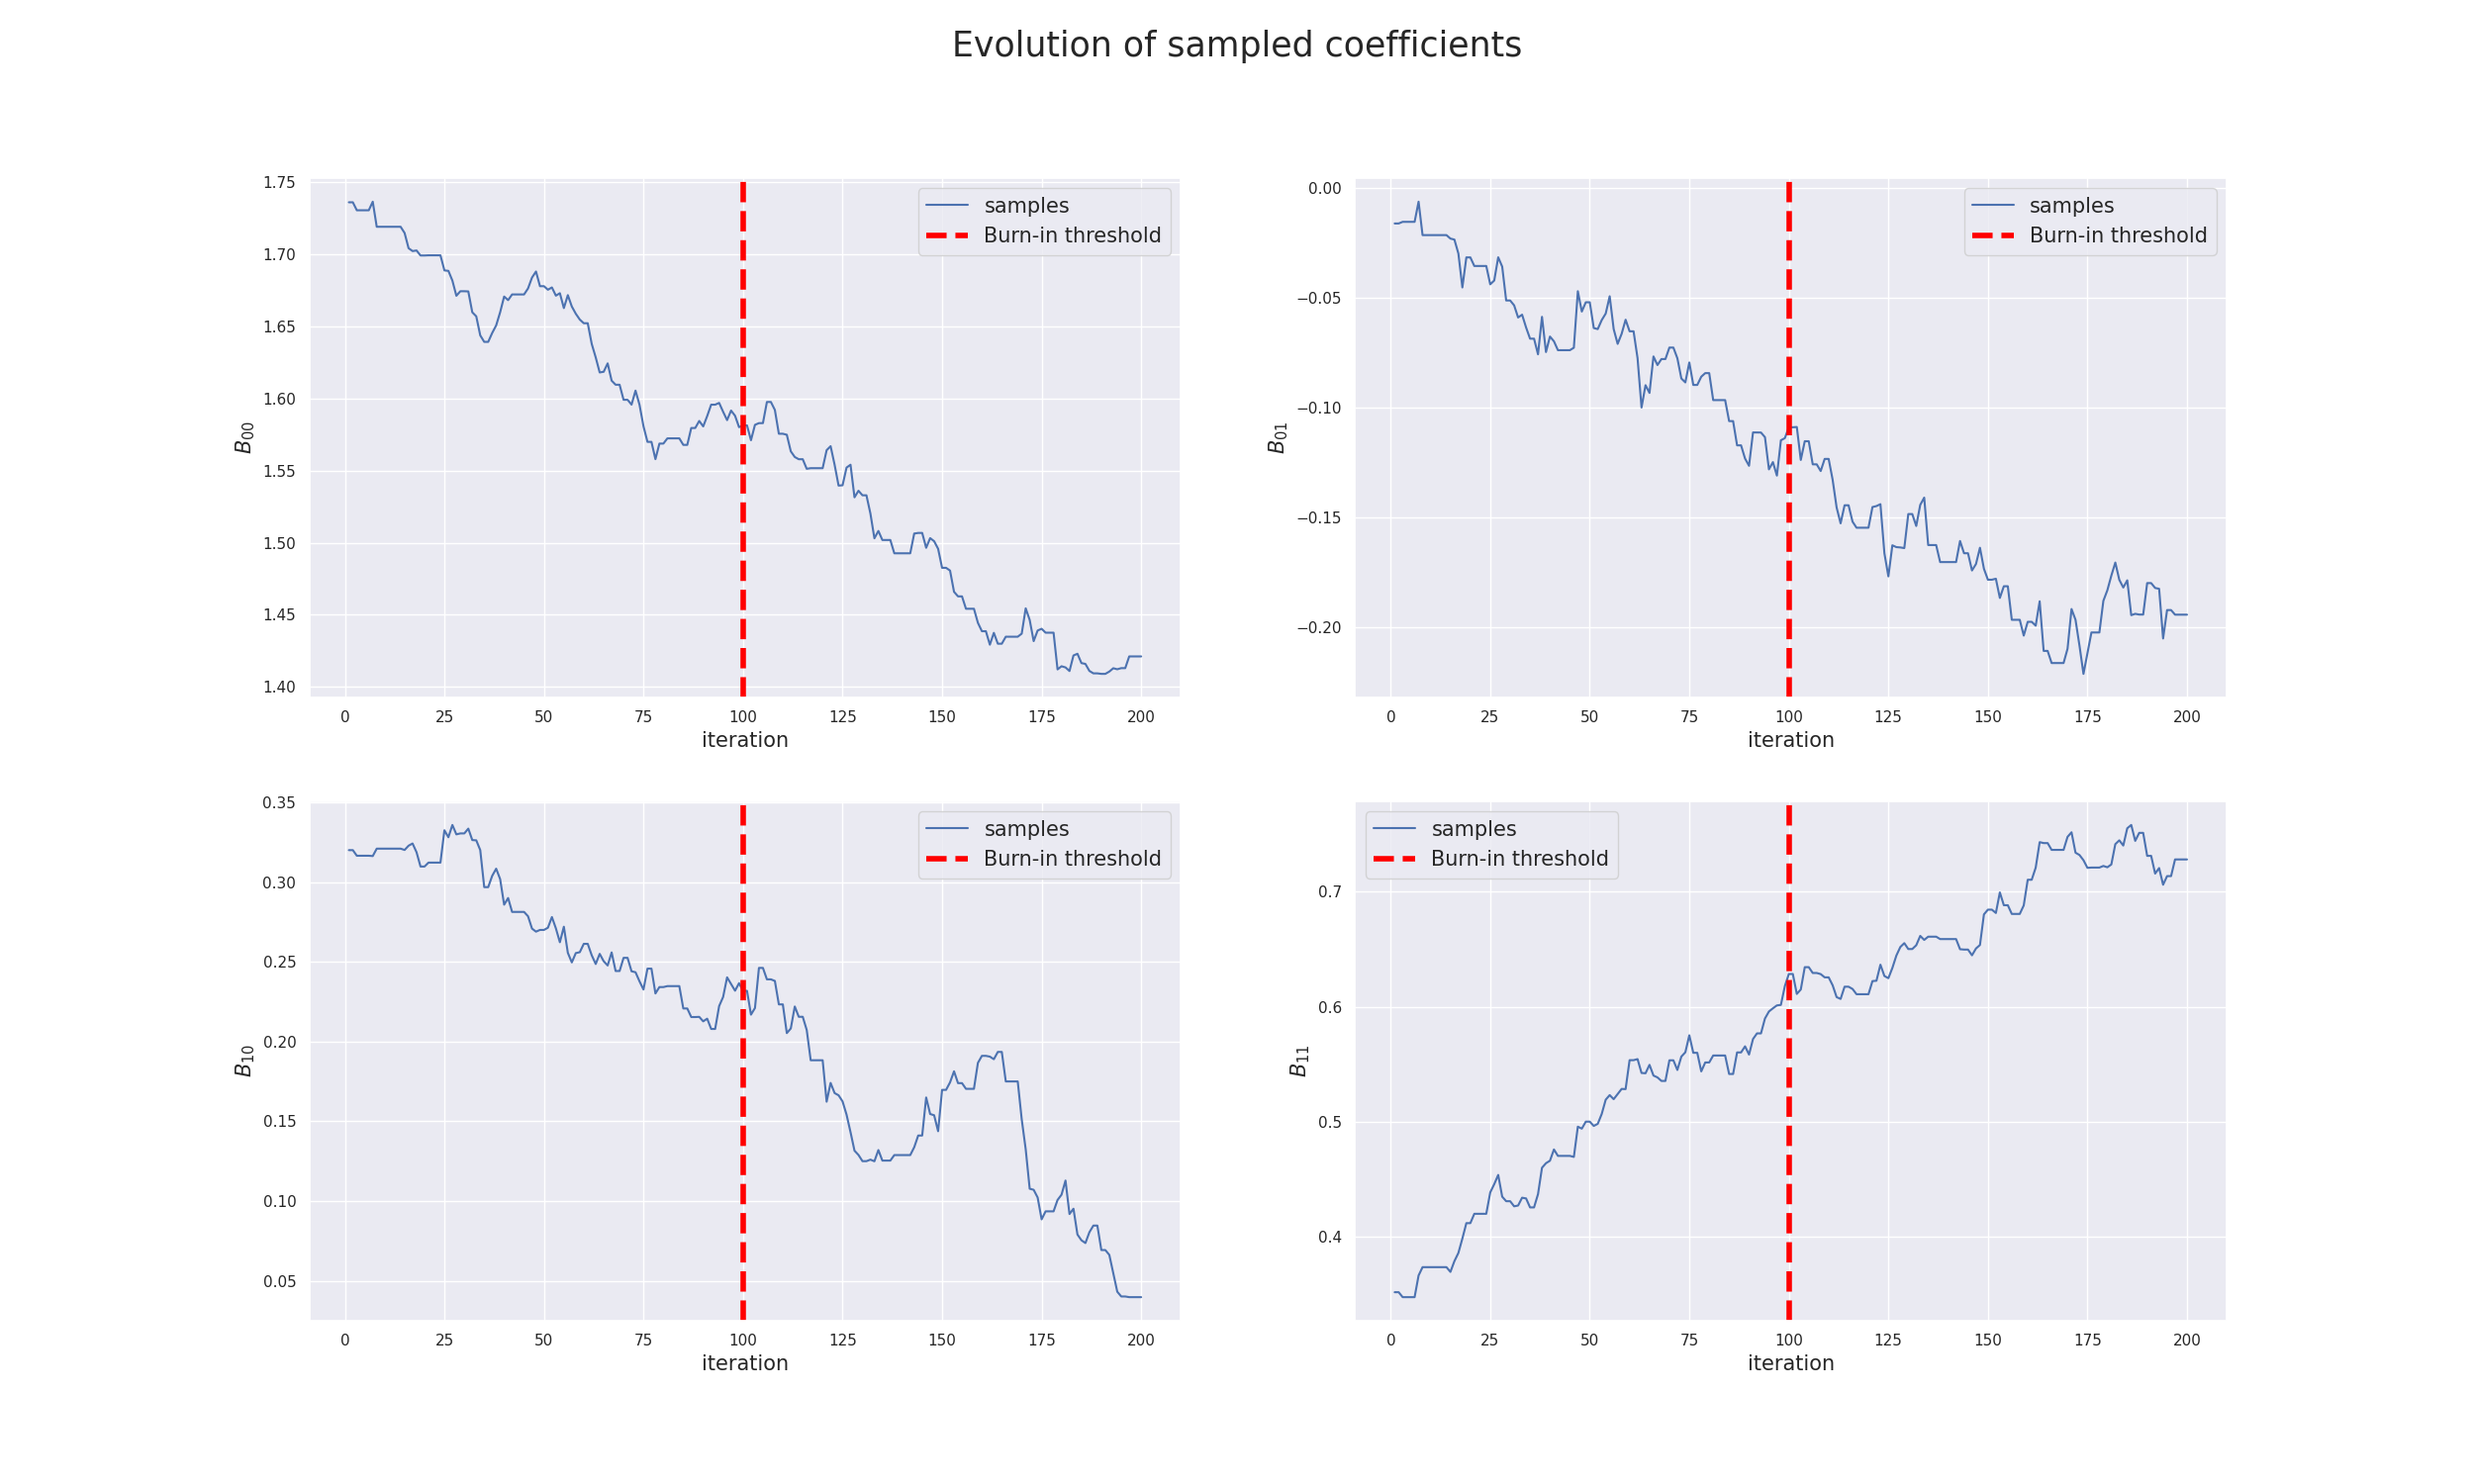 Evolution of sampled coefficients
1.75
1.70
1.65
1.60
1.55
1.50
1.45
1.40
B00
samples
Burn-in threshold
0 25 50 75 100 125 150 175 200
iteration
0.00
−0.05
−0.10
−0.15
−0.20
B01
samples
Burn-in threshold
0 25 50 75 100 125 150 175 200
iteration
0.35
0.30
0.25
0.20
0.15
0.10
0.05
B10
samples
Burn-in threshold
0 25 50 75 100 125 150 175 200
iteration
0.7
0.6
0.5
0.4
B11
samples
Burn-in threshold
0 25 50 75 100 125 150 175 200
iteration